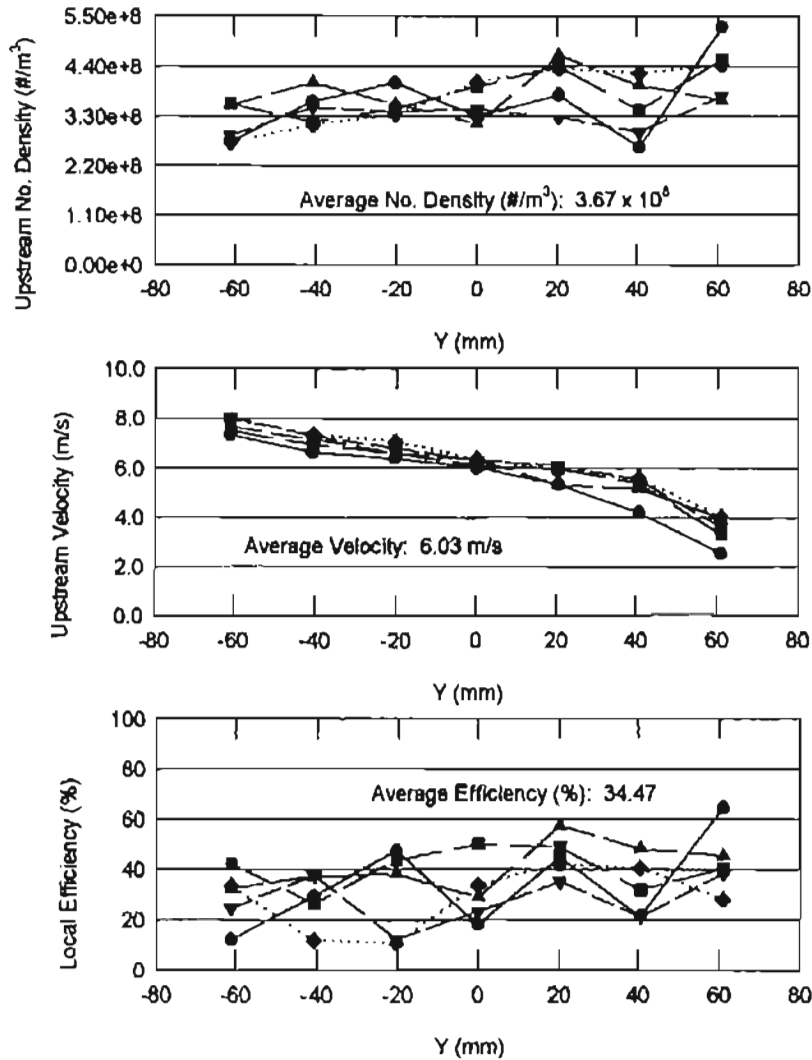 Upstream No. Density (#/m³)
5.50e+8
4.40e+8
3.30e+8
2.20e+8
1.10e+8
0.00e+0
Average No. Density (#/m³): 3.67 x 10⁸
-80 -60 -40 -20 0 20 40 60 80
Y (mm)
Upstream Velocity (m/s)
10.0
8.0
6.0
4.0
2.0
0.0
Average Velocity: 6.03 m/s
-80 -60 -40 -20 0 20 40 60 80
Y (mm)
Local Efficiency (%)
100
80
60
40
20
0
Average Efficiency (%): 34.47
-80 -60 -40 -20 0 20 40 60 80
Y (mm)